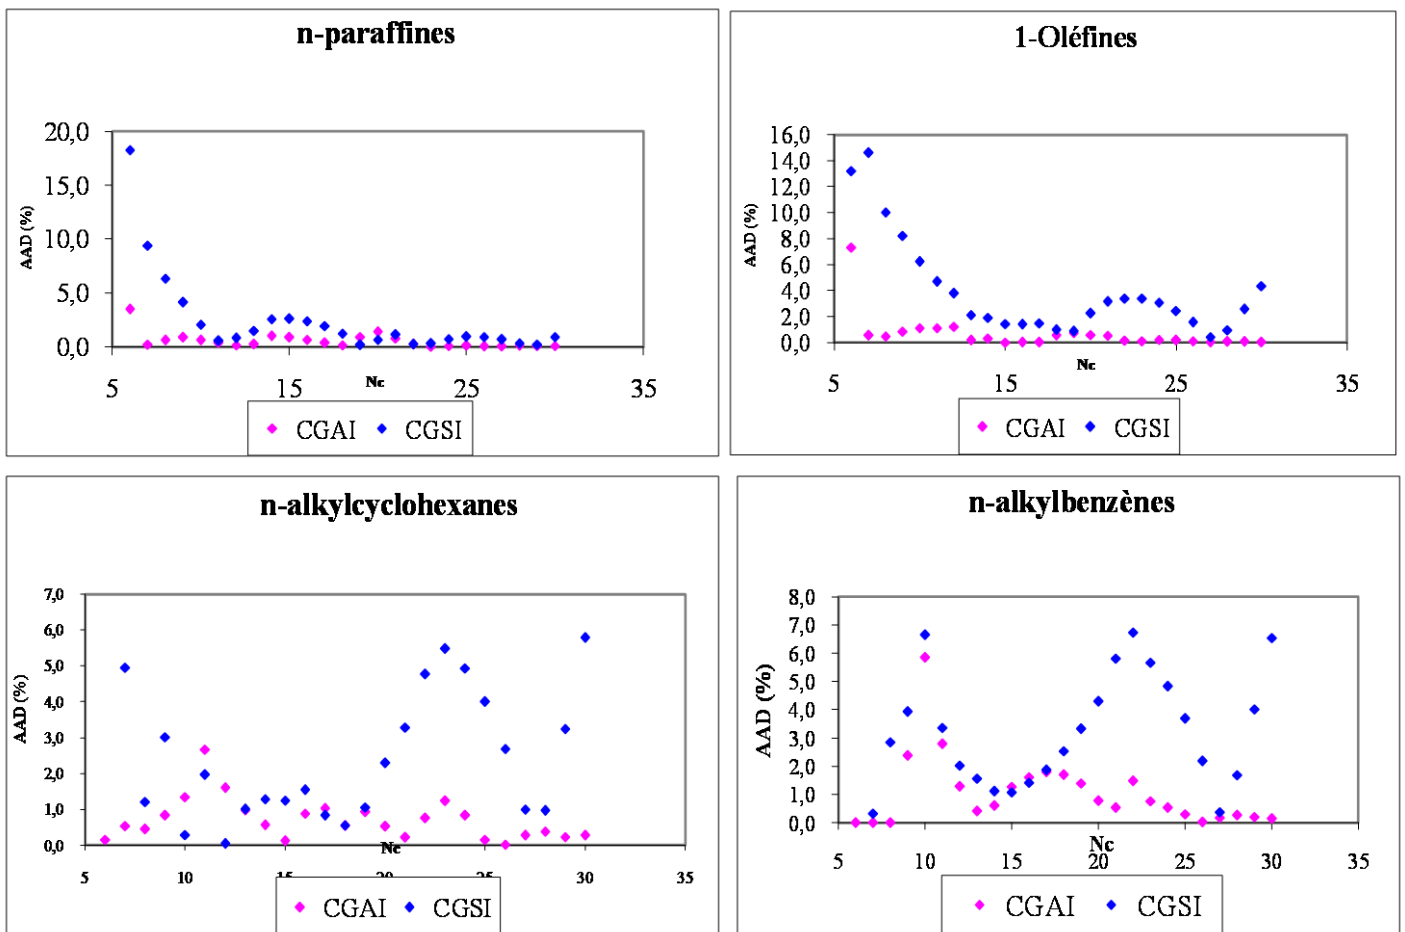 n-paraffines
20,0
15,0
10,0
5,0
0,0
AAD (%)
5 15 25 35
Nc
CGAI CGSI
1-Oléfines
16,0
14,0
12,0
10,0
8,0
6,0
4,0
2,0
0,0
AAD (%)
5 15 25 35
Nc
CGAI CGSI
n-alkylcyclohexanes
7,0
6,0
5,0
4,0
3,0
2,0
1,0
0,0
AAD (%)
Nc
5 10 15 20 25 30 35
CGAI CGSI
n-alkylbenzènes
8,0
7,0
6,0
5,0
4,0
3,0
2,0
1,0
0,0
AAD (%)
Nc
5 10 15 20 25 30 35
CGAI CGSI